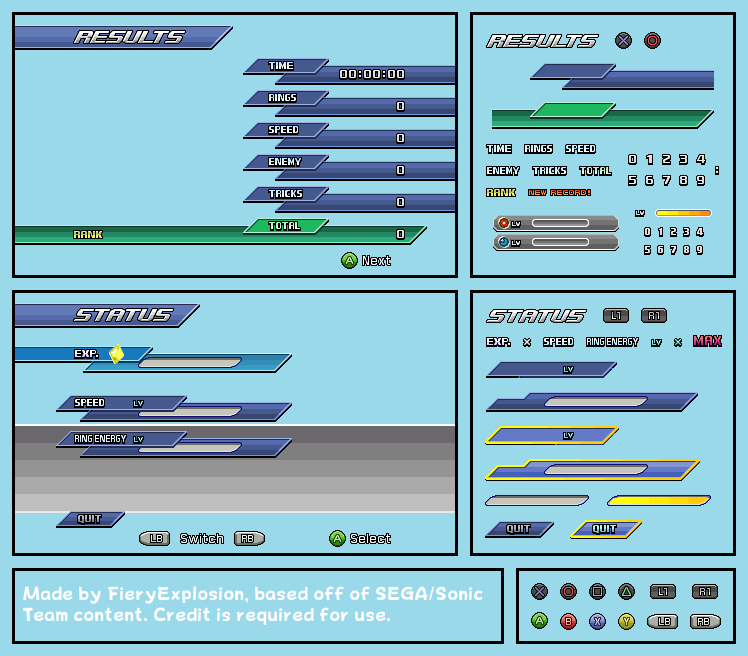 RESULTS
TIME
00:00:00
RINGS
0
SPEED
0
ENEMY
0
TRICKS
0
TOTAL
RANK
0
A Next
RESULTS
TIME RINGS SPEED
ENEMY TRICKS TOTAL
RANK NEW RECORD!
0 1 2 3 4
:
5 6 7 8 9
LV
LV
LV
0 1 2 3 4
5 6 7 8 9
STATUS
EXP.
SPEED LV
RING ENERGY LV
QUIT
LB Switch RB
A Select
STATUS L1 R1
EXP. × SPEED RING ENERGY LV × MAX
LV
LV
QUIT QUIT
Made by FieryExplosion, based off of SEGA/Sonic
Team content. Credit is required for use.
L1 R1
A B X Y LB RB